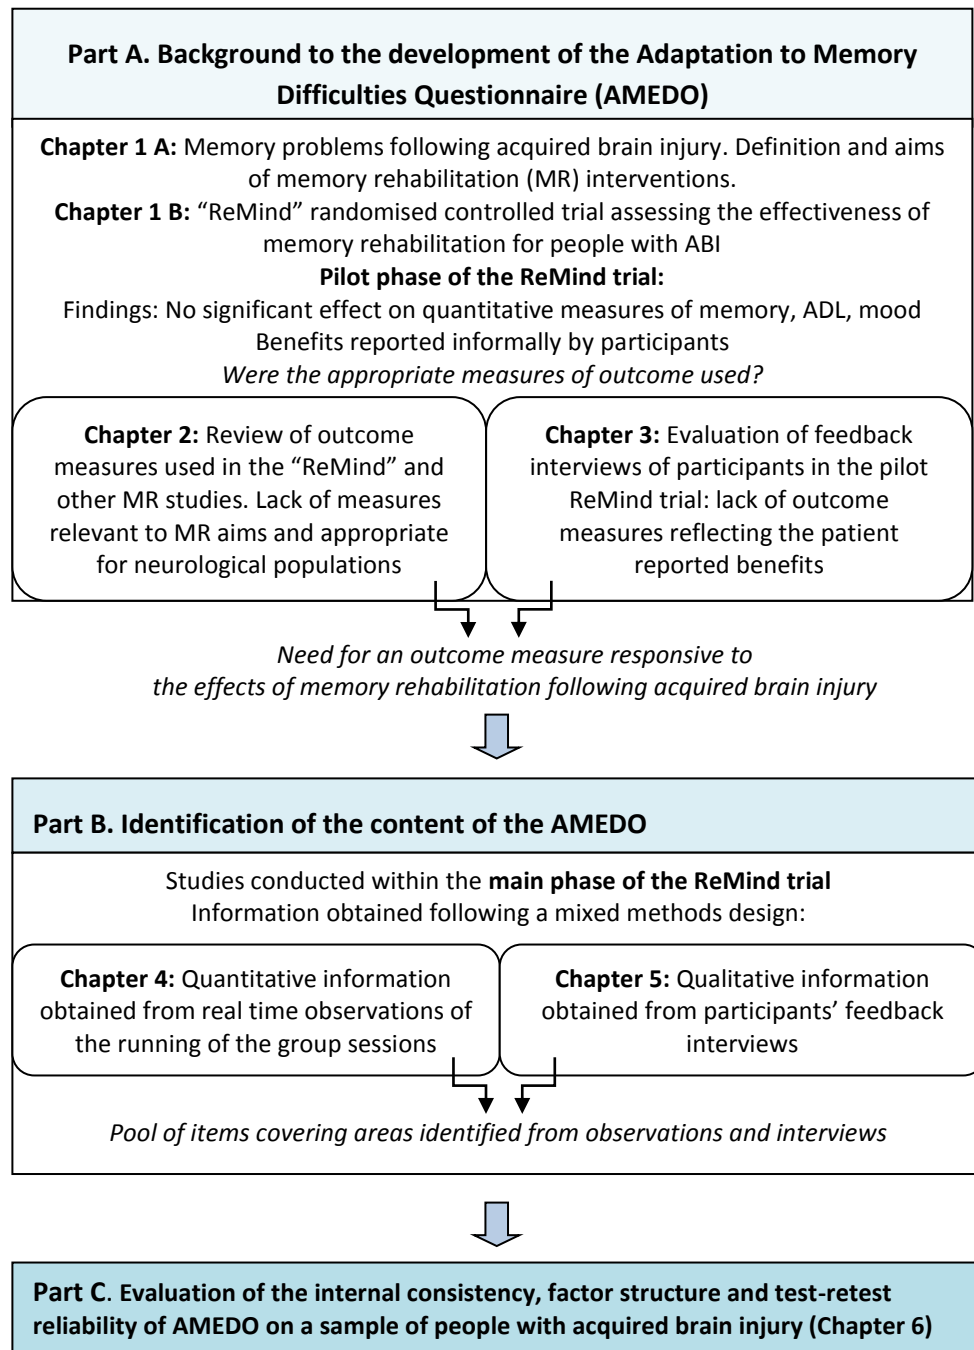 Part A. Background to the development of the Adaptation to Memory
Difficulties Questionnaire (AMEDO)
Chapter 1 A: Memory problems following acquired brain injury. Definition and aims
of memory rehabilitation (MR) interventions.
Chapter 1 B: “ReMind” randomised controlled trial assessing the effectiveness of
memory rehabilitation for people with ABI
Pilot phase of the ReMind trial:
Findings: No significant effect on quantitative measures of memory, ADL, mood
Benefits reported informally by participants
Were the appropriate measures of outcome used?
Chapter 2: Review of outcome
measures used in the “ReMind” and
other MR studies. Lack of measures
relevant to MR aims and appropriate
for neurological populations
Chapter 3: Evaluation of feedback
interviews of participants in the pilot
ReMind trial: lack of outcome
measures reflecting the patient
reported benefits
Need for an outcome measure responsive to
the effects of memory rehabilitation following acquired brain injury
Part B. Identification of the content of the AMEDO
Studies conducted within the main phase of the ReMind trial
Information obtained following a mixed methods design:
Chapter 4: Quantitative information
obtained from real time observations of
the running of the group sessions
Chapter 5: Qualitative information
obtained from participants’ feedback
interviews
Pool of items covering areas identified from observations and interviews
Part C. Evaluation of the internal consistency, factor structure and test-retest
reliability of AMEDO on a sample of people with acquired brain injury (Chapter 6)